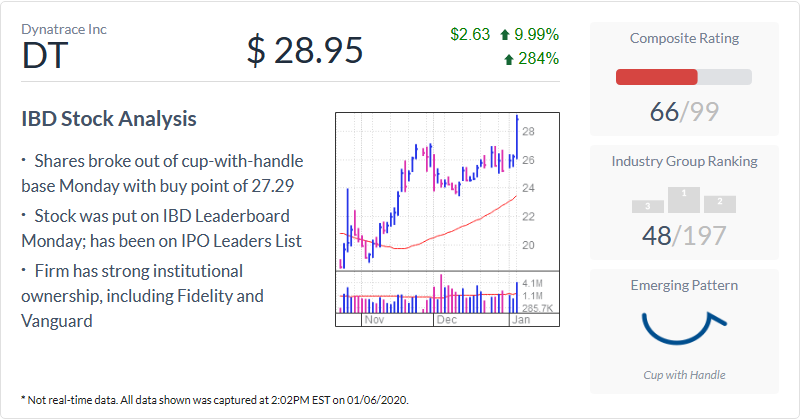 Dynatrace Inc
DT
$ 28.95
$2.63 9.99%
284%
IBD Stock Analysis
· Shares broke out of cup-with-handle
base Monday with buy point of 27.29
· Stock was put on IBD Leaderboard
Monday; has been on IPO Leaders List
· Firm has strong institutional
ownership, including Fidelity and
Vanguard
28
26
24
22
20
4.1M
1.1M
285.7K
Nov Dec Jan
Composite Rating
66/99
Industry Group Ranking
3 1 2
48/197
Emerging Pattern
Cup with Handle
* Not real-time data. All data shown was captured at 2:02PM EST on 01/06/2020.